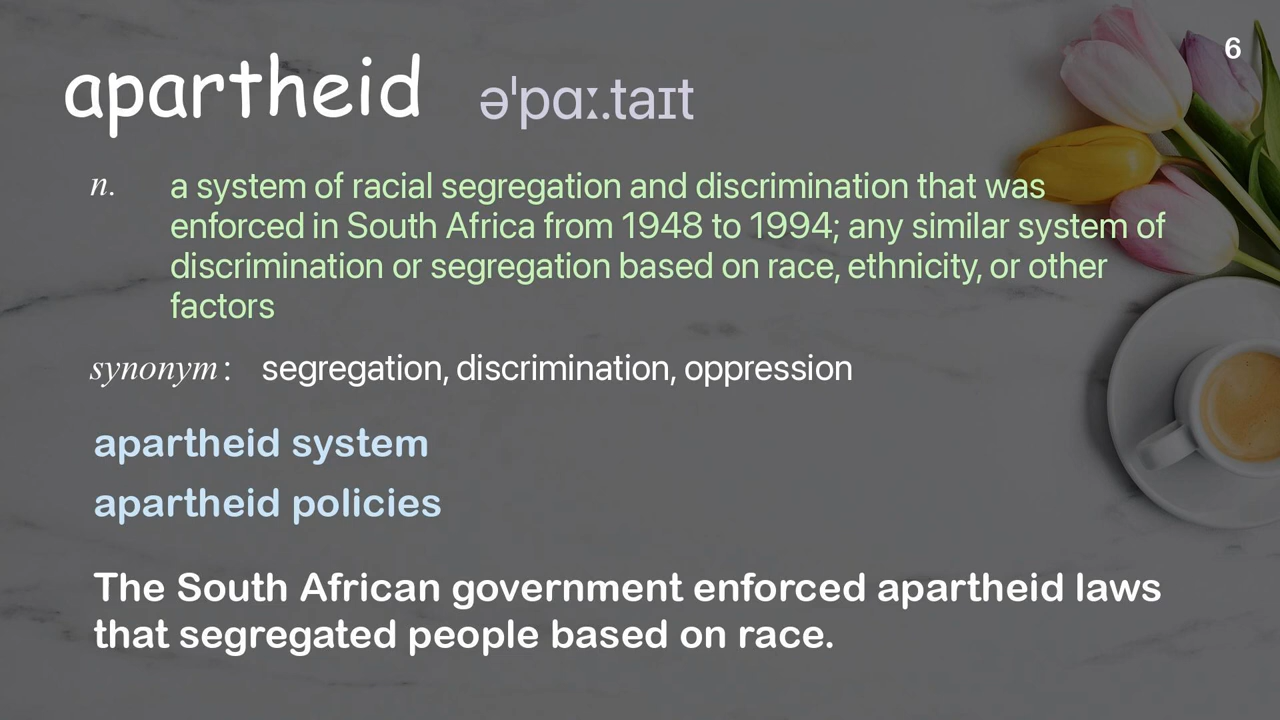 6
apartheid əˈpɑː.taɪt
n. a system of racial segregation and discrimination that was
enforced in South Africa from 1948 to 1994; any similar system of
discrimination or segregation based on race, ethnicity, or other
factors
synonym : segregation, discrimination, oppression
apartheid system
apartheid policies
The South African government enforced apartheid laws
that segregated people based on race.